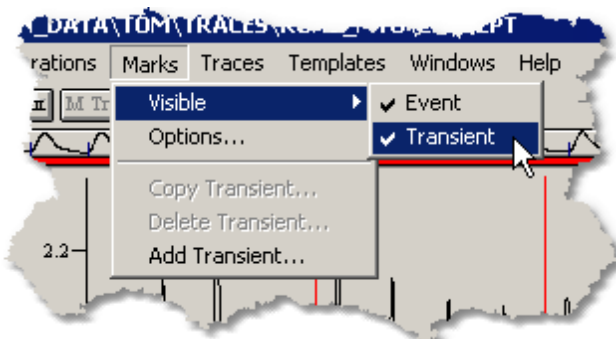 _DATA\TOM\TRACES\
rations Marks Traces Templates Windows Help
M Tr
Visible
Event
Options...
Transient
Copy Transient...
Delete Transient...
Add Transient...
2.2